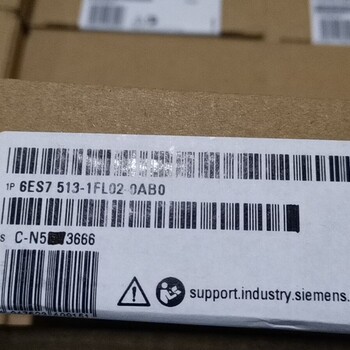 1P 6ES7 513-1FL02-0AB0
S C-N5 3666
support.industry.siemens.